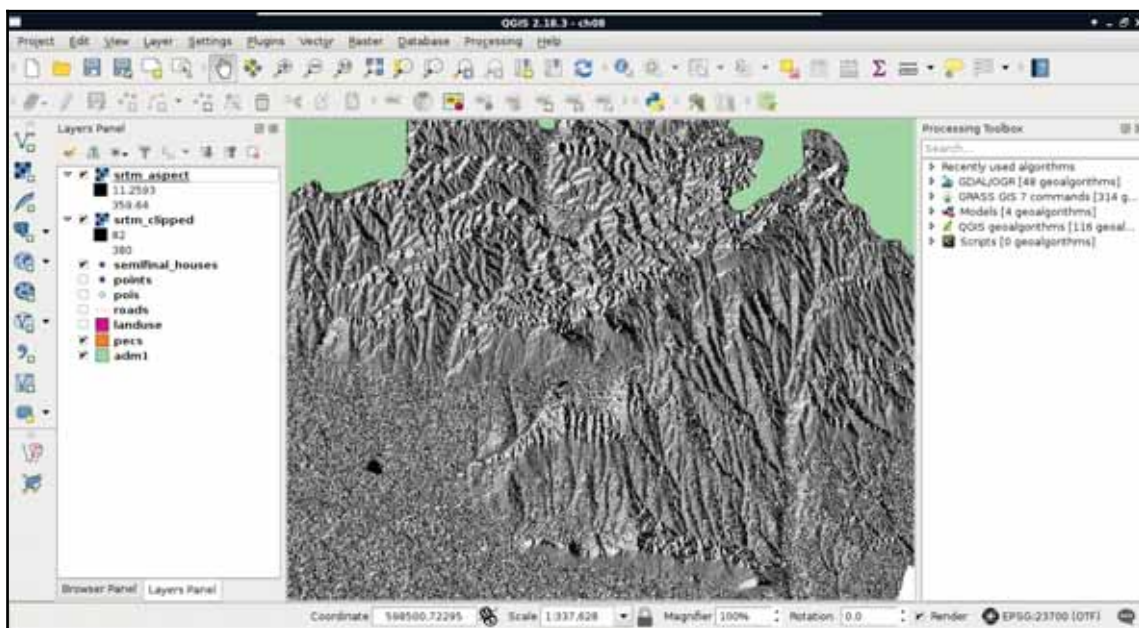 QGIS 2.18.3 - ch08
Project Edit View Layer Settings Plugins Vector Raster Database Processing Help
Layers Panel
srtm_aspect
11.2593
359.64
srtm_clipped
82
380
semifinal_houses
points
pois
roads
landuse
pecs
adm1
Browser Panel Layers Panel
Processing Toolbox
Search...
Recently used algorithms
GDAL/OGR [48 geoalgorithms]
GRASS GIS 7 commands [314 g...
Models [4 geoalgorithms]
QGIS geoalgorithms [116 geoal...
Scripts [0 geoalgorithms]
Coordinate 598500,72295 Scale 1:337,628 Magnifier 100% Rotation 0.0 Render EPSG:23700 (OTF)